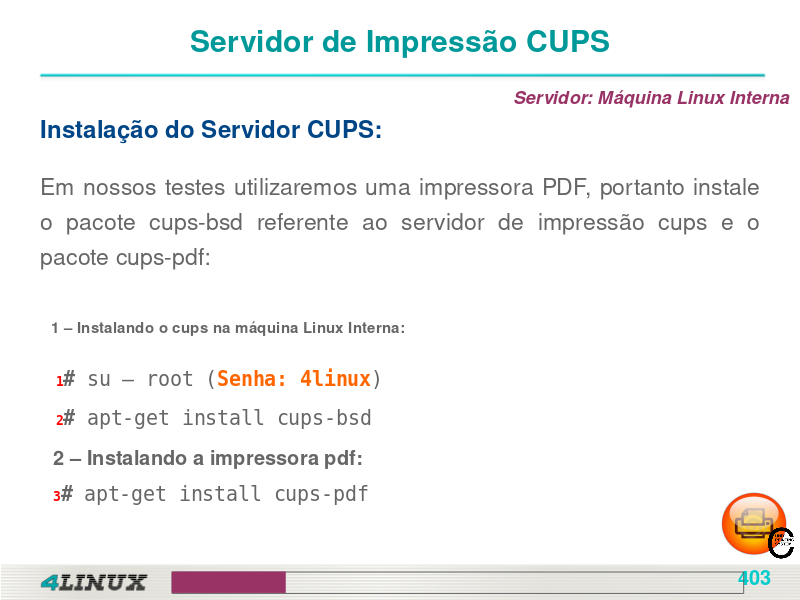 Servidor de Impressão CUPS
Servidor: Máquina Linux Interna
Instalação do Servidor CUPS:
Em nossos testes utilizaremos uma impressora PDF, portanto instale
o pacote cups-bsd referente ao servidor de impressão cups e o
pacote cups-pdf:
1 – Instalando o cups na máquina Linux Interna:
1# su – root (Senha: 4linux)
2# apt-get install cups-bsd
2 – Instalando a impressora pdf:
3# apt-get install cups-pdf
4LINUX
403